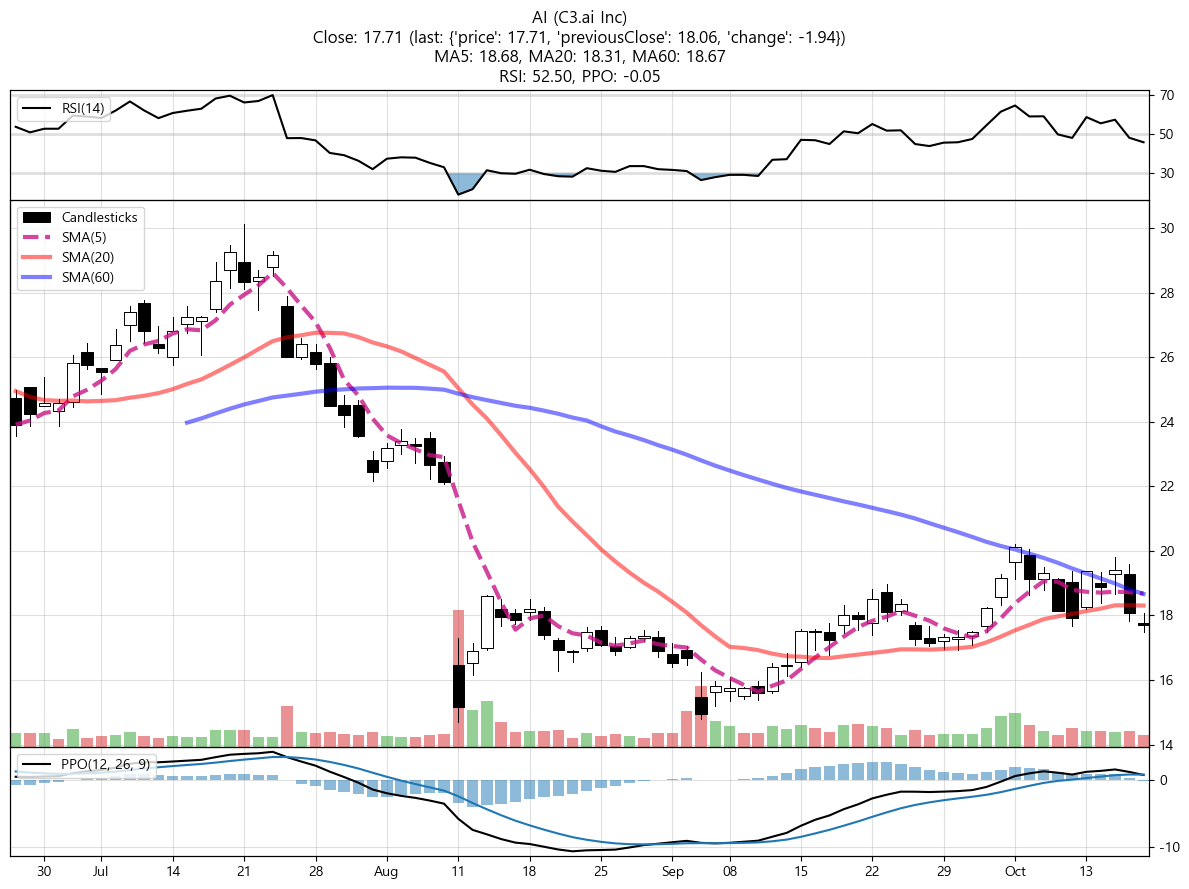 AI (C3.ai Inc)
Close: 17.71 (last: {'price': 17.71, 'previousClose': 18.06, 'change': -1.94})
MA5: 18.68, MA20: 18.31, MA60: 18.67
RSI: 52.50, PPO: -0.05
RSI(14)
70
50
30
Candlesticks
SMA(5)
SMA(20)
SMA(60)
30
28
26
24
22
20
18
16
14
PPO(12, 26, 9)
0
-10
30 Jul 14 21 28 Aug 11 18 25 Sep 08 15 22 29 Oct 13